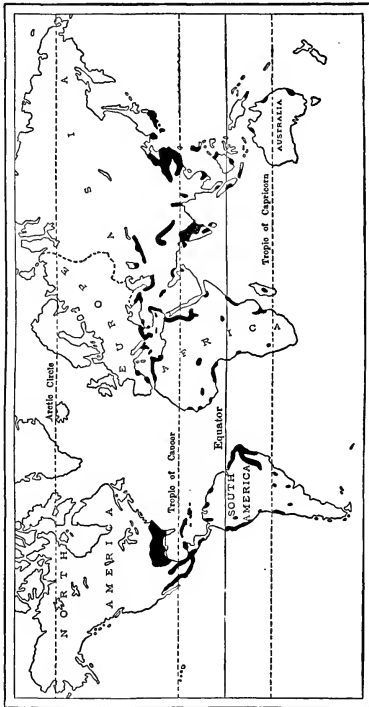 NORTH
AMERICA
SOUTH
AMERICA
EUROPE
ASIA
AFRICA
AUSTRALIA
Arctic Circle
Tropic of Cancer
Equator
Tropic of Capricorn